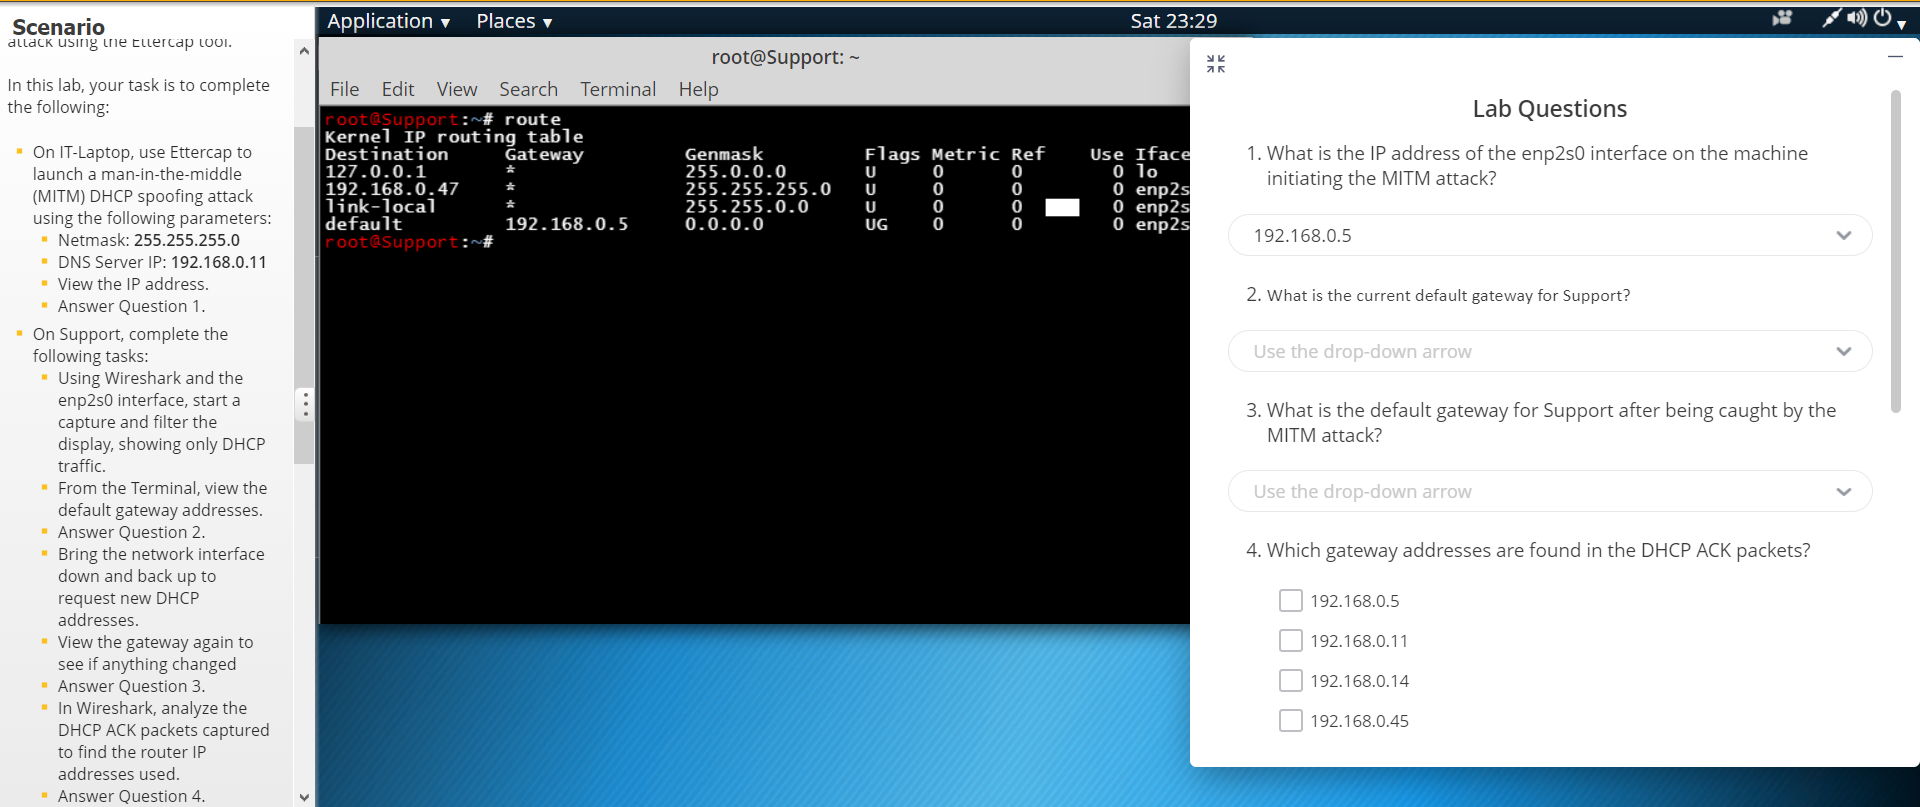 Scenario
attack using the Ettercap tool.
In this lab, your task is to complete
the following:
On IT-Laptop, use Ettercap to
launch a man-in-the-middle
(MITM) DHCP spoofing attack
using the following parameters:
Netmask: 255.255.255.0
DNS Server IP: 192.168.0.11
View the IP address.
Answer Question 1.
On Support, complete the
following tasks:
Using Wireshark and the
enp2s0 interface, start a
capture and filter the
display, showing only DHCP
traffic.
From the Terminal, view the
default gateway addresses.
Answer Question 2.
Bring the network interface
down and back up to
request new DHCP
addresses.
View the gateway again to
see if anything changed
Answer Question 3.
In Wireshark, analyze the
DHCP ACK packets captured
to find the router IP
addresses used.
Answer Question 4.
Application ▾ Places ▾ Sat 23:29
root@Support: ~
File Edit View Search Terminal Help
root@Support:~# route
Kernel IP routing table
Destination Gateway Genmask Flags Metric Ref Use Iface
127.0.0.1 * 255.0.0.0 U 0 0 0 lo
192.168.0.47 * 255.255.255.0 U 0 0 0 enp2s
link-local * 255.255.0.0 U 0 0 0 enp2s
default 192.168.0.5 0.0.0.0 UG 0 0 0 enp2s
root@Support:~#
Lab Questions
1. What is the IP address of the enp2s0 interface on the machine
initiating the MITM attack?
192.168.0.5
2. What is the current default gateway for Support?
Use the drop-down arrow
3. What is the default gateway for Support after being caught by the
MITM attack?
Use the drop-down arrow
4. Which gateway addresses are found in the DHCP ACK packets?
192.168.0.5
192.168.0.11
192.168.0.14
192.168.0.45